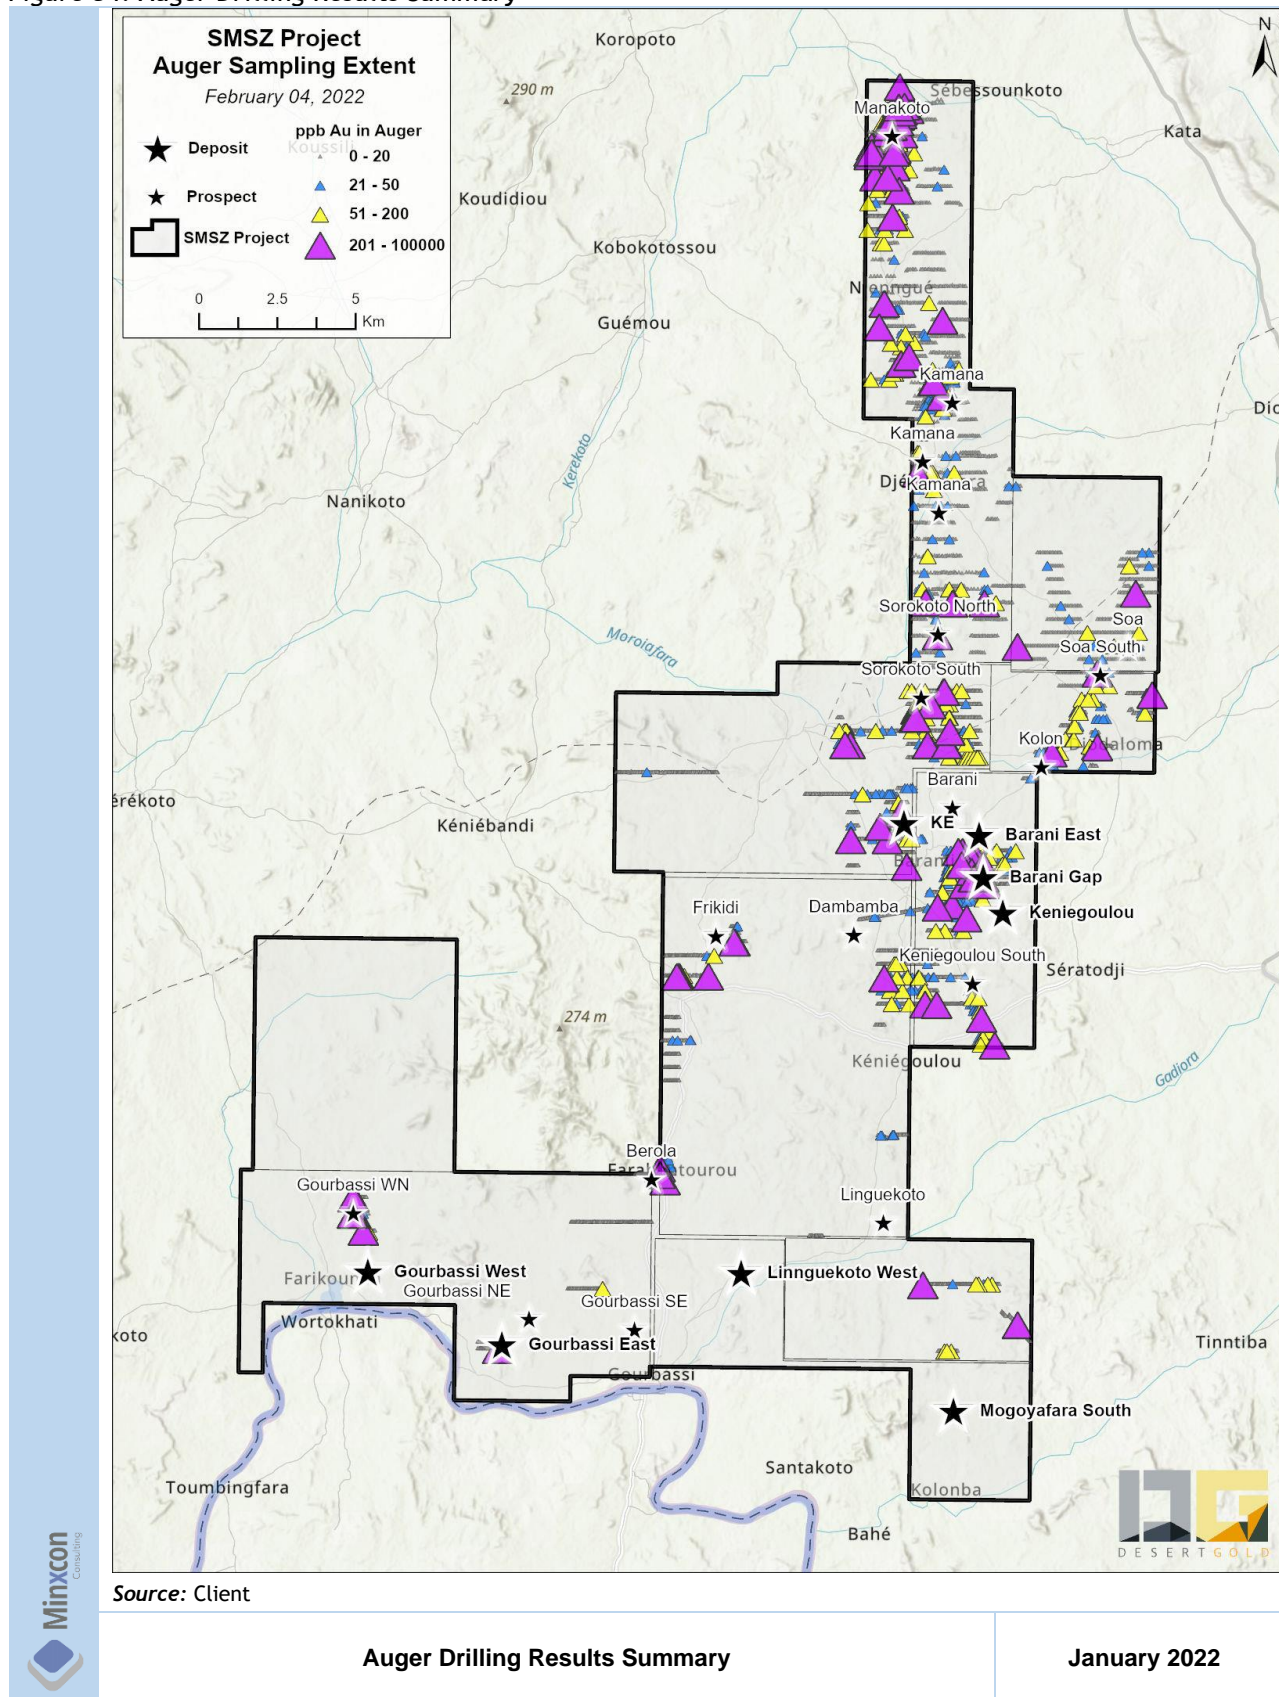 SMSZ Project
Auger Sampling Extent
February 04, 2022
ppb Au in Auger
Deposit
0 - 20
21 - 50
Prospect
51 - 200
SMSZ Project
201 - 100000
0 2.5 5
Km
N
Koropoto
290 m
Sébessounkoto
Manakoto
Kata
Koudidiou
Kobokotossou
Guémou
Kamana
Kerekoto
Kamana
Kamana
Nanikoto
Sorokoto North
Soa
Moroiafara
Soa South
Sorokoto South
Kolon
Barani
érékoto
Kéniébandi
KE
Barani East
Barani Gap
Frikidi
Dambamba
Keniegoulou
Keniegoulou South
Sératodji
274 m
Kéniégoulou
Gadiora
Berola
Gourbassi WN
Linguekoto
Gourbassi West
Linnguekoto West
Gourbassi NE
Gourbassi SE
Wortokhati
koto
Gourbassi East
Tinntiba
Gourbassi
Mogoyafara South
Santakoto
Toumbingfara
Kolonba
Bahé
DESERTGOLD
Minxcon
Consulting
Source: Client
Auger Drilling Results Summary
January 2022